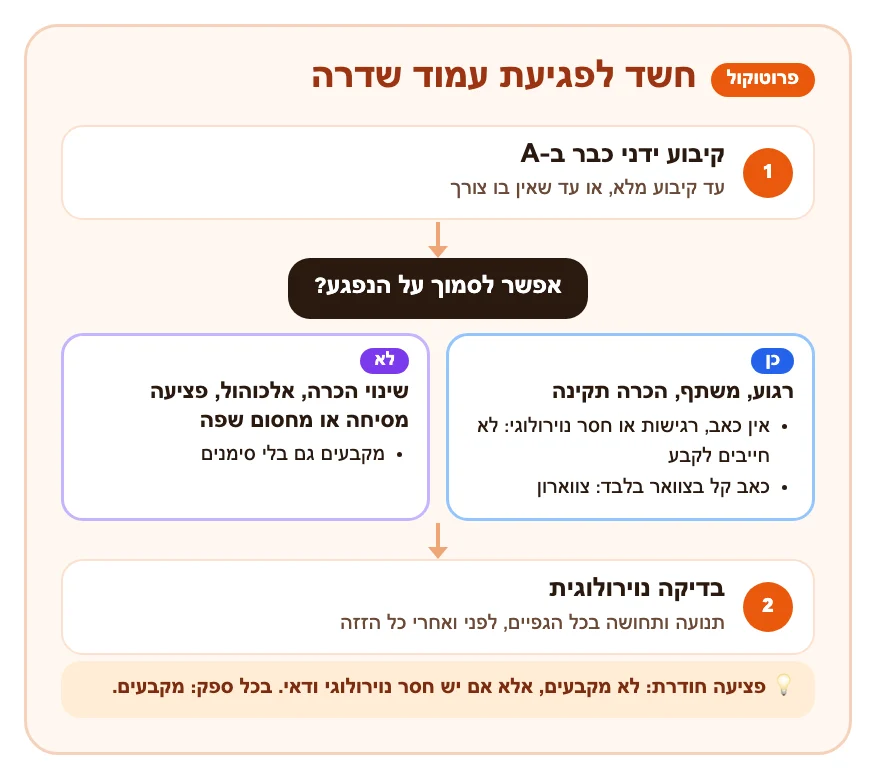 פרוטוקול חשד לפגיעת עמוד שדרה
1
קיבוע ידני כבר ב-A
עד קיבוע מלא, או עד שאין בו צורך
אפשר לסמוך על הנפגע?
כן
רגוע, משתף, הכרה תקינה
• אין כאב, רגישות או חסר נוירולוגי: לא
חייבים לקבע
• כאב קל בצוואר בלבד: צווארון
לא
שינוי הכרה, אלכוהול, פציעה
מסיחה או מחסום שפה
• מקבעים גם בלי סימנים
2
בדיקה נוירולוגית
תנועה ותחושה בכל הגפיים, לפני ואחרי כל הזזה
💡 פציעה חודרת: לא מקבעים, אלא אם יש חסר נוירולוגי ודאי. בכל ספק: מקבעים.